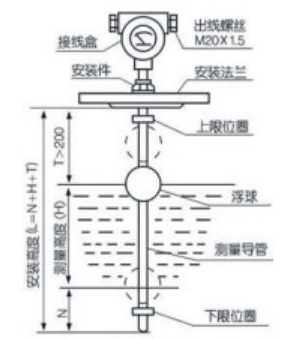 接线盒
出线螺丝
M20X1.5
安装件
安装法兰
上限位圈
T>200
浮球
安装高度(L=N+H+T)
测量高度(H)
测量导管
N
下限位圈